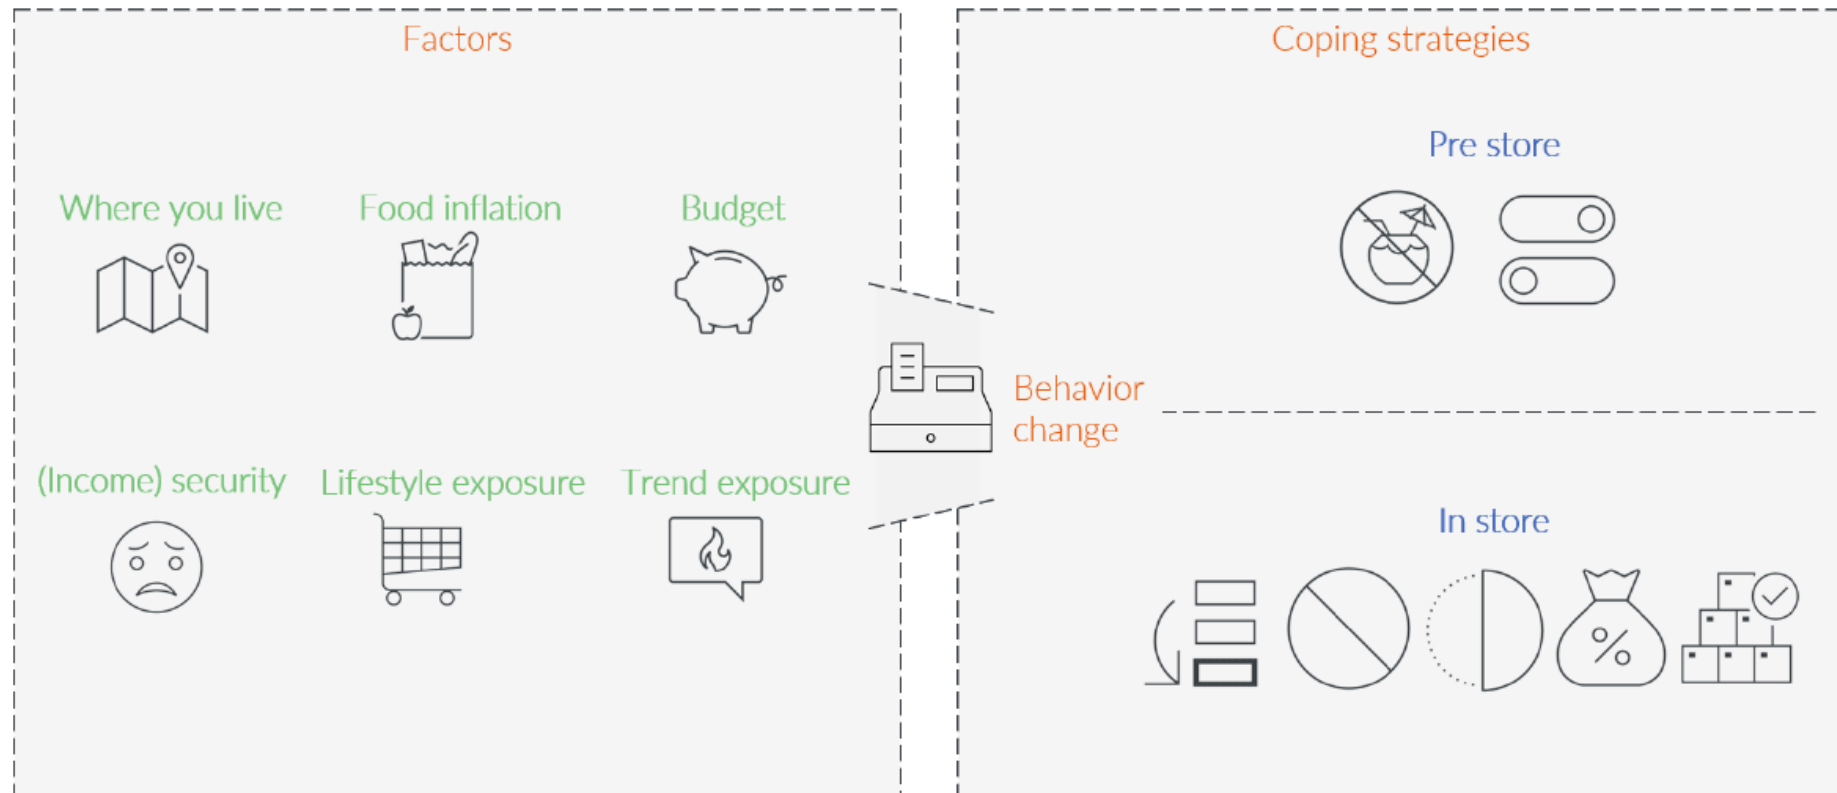 Factors
Coping strategies
Pre store
Where you live
Food inflation
Budget
Behavior
change
(Income) security
Lifestyle exposure
Trend exposure
In store
%